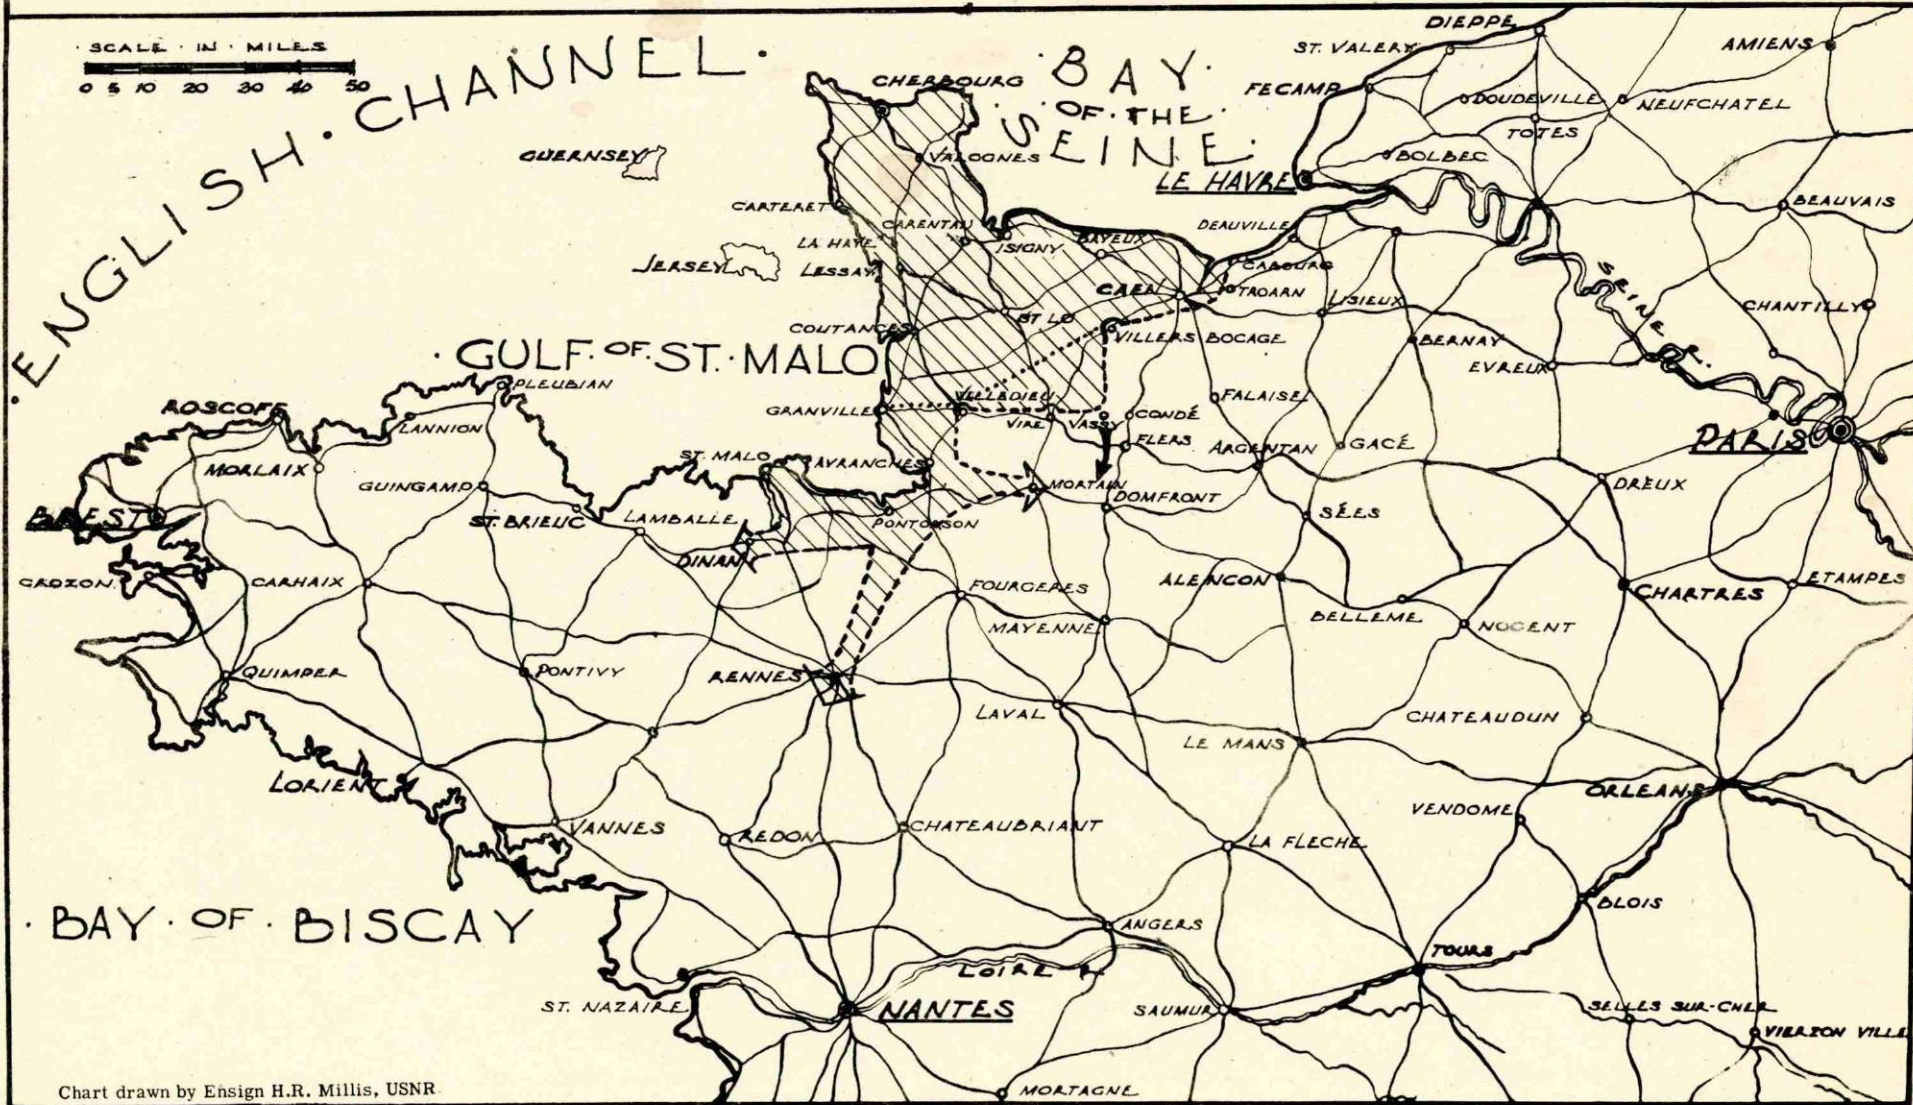 · SCALE · IN · MILES
0 5 10 20 30 40 50
· ENGLISH · CHANNEL ·
· BAY ·
· OF · THE ·
SEINE ·
DIEPPE
ST. VALERY
AMIENS
FECAMP
DOUDEVILLE
NEUFCHATEL
TOTES
BOLBEC
LE HAVRE
BEAUVAIS
CHERBOURG
GUERNSEY
VALOGNES
CARTERET
CARENTAN
ISIGNY
BAYEUX
DEAUVILLE
LA HAYE
JERSEY
LESSAY
CABOURG
CAEN
TROARN
LISIEUX
SEINE R.
CHANTILLY
COUTANCES
ST LO
VILLERS BOCAGE
BERNAY
EVREUX
· GULF · OF · ST · MALO
PLEUBIAN
ROSCOFF
LANNION
GRANVILLE
VILLEDIEU
VIRE
VASSY
CONDÉ
FALAISE
FLERS
ARGENTAN
GACÉ
PARIS
MORLAIX
GUINGAMP
ST. MALO
AVRANCHES
MORTAIN
DOMFRONT
DREUX
BREST
ST. BRIEUC
LAMBALLE
PONTORSON
SÉES
DINAN
CROZON
CARHAIX
FOURGERES
ALENCON
CHARTRES
ETAMPES
MAYENNE
BELLEME
NOGENT
QUIMPER
PONTIVY
RENNES
LAVAL
CHATEAUDUN
LE MANS
LORIENT
ORLEANS
VENDOME
VANNES
REDON
CHATEAUBRIANT
LA FLECHE
BLOIS
· BAY · OF · BISCAY
ANGERS
TOURS
LOIRE R.
ST. NAZAIRE
NANTES
SAUMUR
SELLES SUR-CHER
VIERZON VILLE
MORTAGNE
Chart drawn by Ensign H.R. Millis, USNR